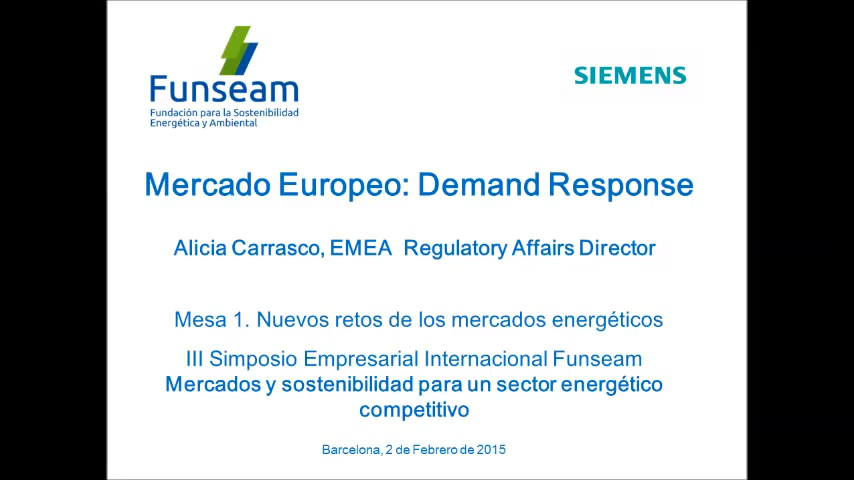 Funseam
Fundación para la Sostenibilidad
Energética y Ambiental
SIEMENS
Mercado Europeo: Demand Response
Alicia Carrasco, EMEA Regulatory Affairs Director
Mesa 1. Nuevos retos de los mercados energéticos
III Simposio Empresarial Internacional Funseam
Mercados y sostenibilidad para un sector energético
competitivo
Barcelona, 2 de Febrero de 2015